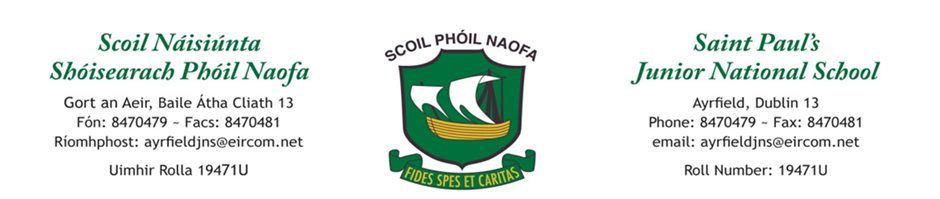 Scoil Náisiúnta
Shóisearach Phóil Naofa
Gort an Aeir, Baile Átha Cliath 13
Fón: 8470479 ~ Facs: 8470481
Ríomhphost: ayrfieldjns@eircom.net
Uimhir Rolla 19471U
SCOIL PHÓIL NAOFA
FIDES SPES ET CARITAS
Saint Paul's
Junior National School
Ayrfield, Dublin 13
Phone: 8470479 ~ Fax: 8470481
email: ayrfieldjns@eircom.net
Roll Number: 19471U